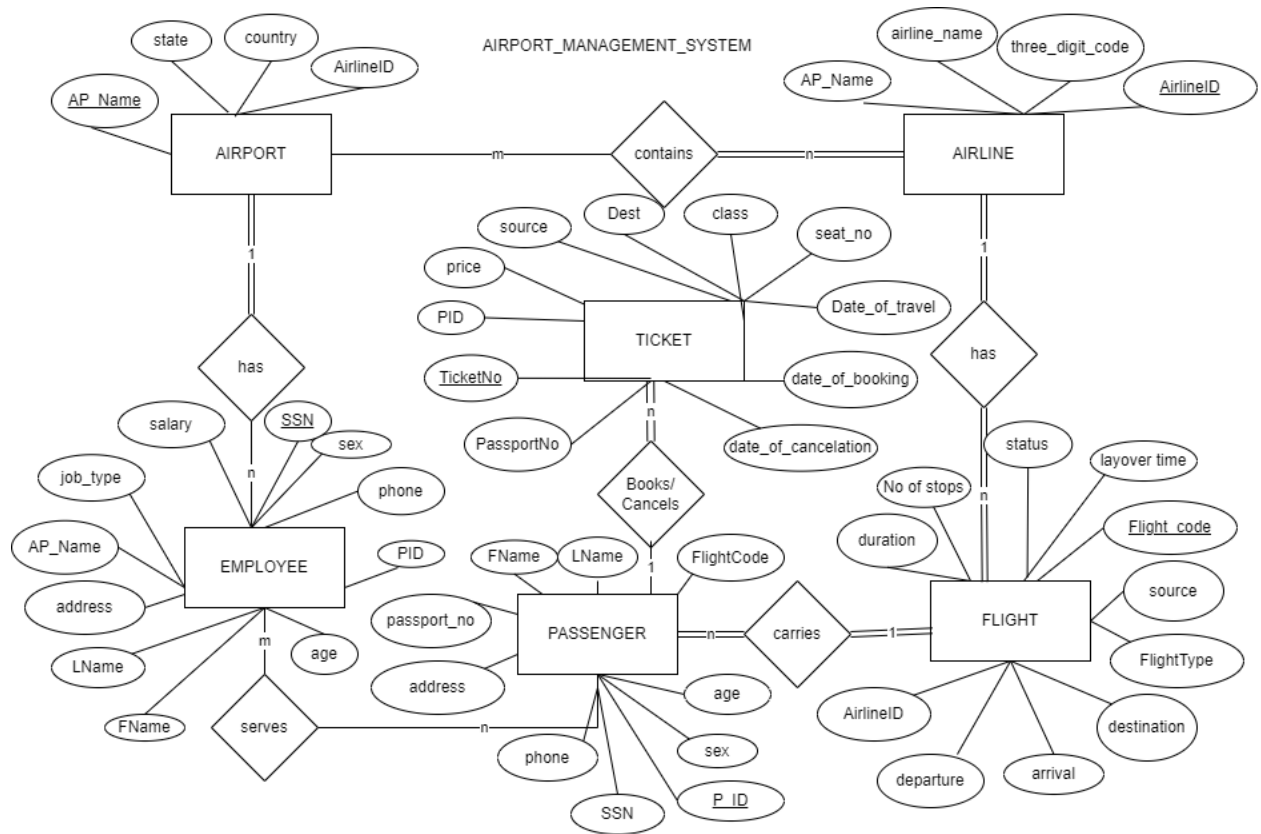 state
country
AirlineID
AP_Name
AIRPORT
AIRPORT_MANAGEMENT_SYSTEM
airline_name
three_digit_code
AP_Name
AirlineID
AIRLINE
m
contains
n
1
1
source
Dest
class
seat_no
price
PID
Date_of_travel
TICKET
TicketNo
date_of_booking
PassportNo
date_of_cancelation
n
has
has
salary
SSN
sex
job_type
phone
n
AP_Name
EMPLOYEE
PID
address
LName
age
FName
m
serves
n
Books/
Cancels
1
FName
LName
FlightCode
passport_no
PASSENGER
address
age
phone
sex
SSN
P_ID
n
carries
1
status
layover time
No of stops
n
Flight_code
duration
source
FLIGHT
FlightType
AirlineID
destination
departure
arrival